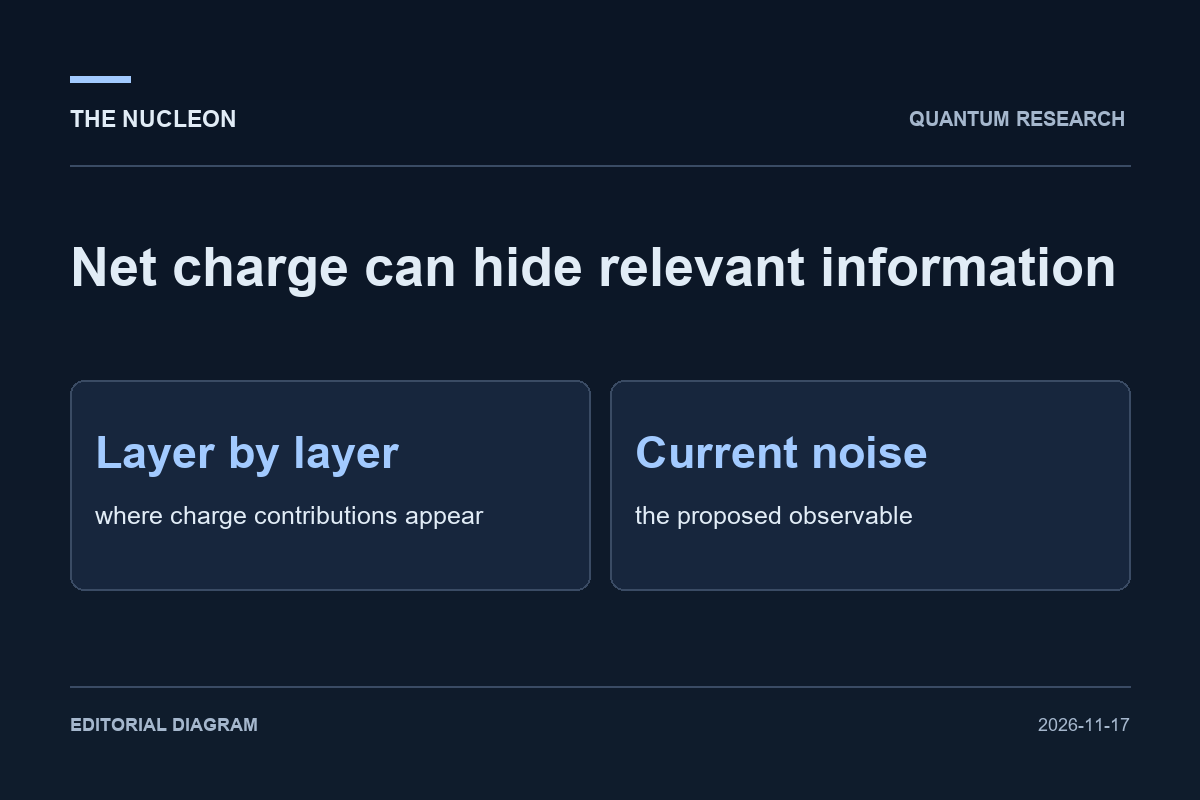 THE NUCLEON
QUANTUM RESEARCH
Net charge can hide relevant information
Layer by layer
where charge contributions appear
Current noise
the proposed observable
EDITORIAL DIAGRAM
2026-11-17